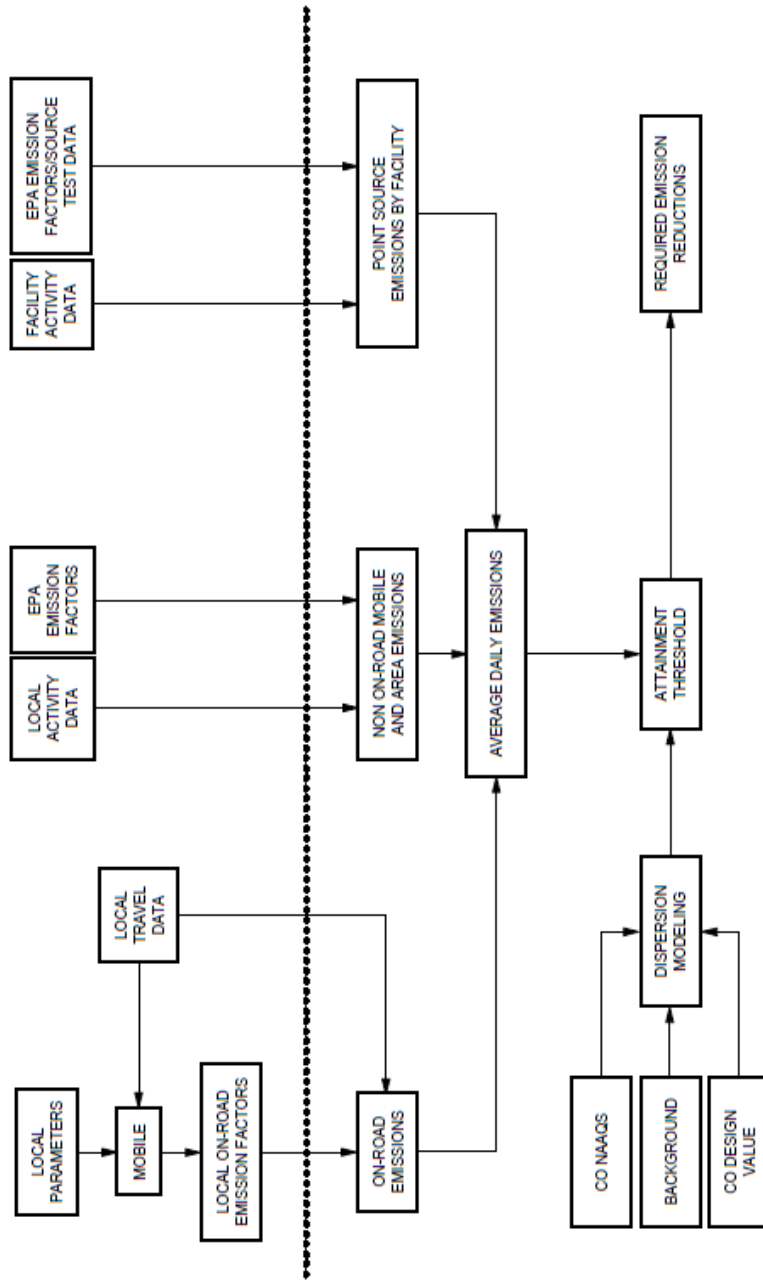 LOCAL
PARAMETERS
MOBILE
LOCAL ON-ROAD
EMISSION FACTORS
LOCAL
TRAVEL
DATA
LOCAL
ACTIVITY
DATA
EPA
EMISSION
FACTORS
FACILITY
ACTIVITY
DATA
EPA EMISSION
FACTORS/SOURCE
TEST DATA
ON-ROAD
EMISSIONS
NON ON-ROAD MOBILE
AND AREA EMISSIONS
POINT SOURCE
EMISSIONS BY FACILITY
AVERAGE DAILY EMISSIONS
CO NAAQS
BACKGROUND
CO DESIGN
VALUE
DISPERSION
MODELING
ATTAINMENT
THRESHOLD
REQUIRED EMISSION
REDUCTIONS